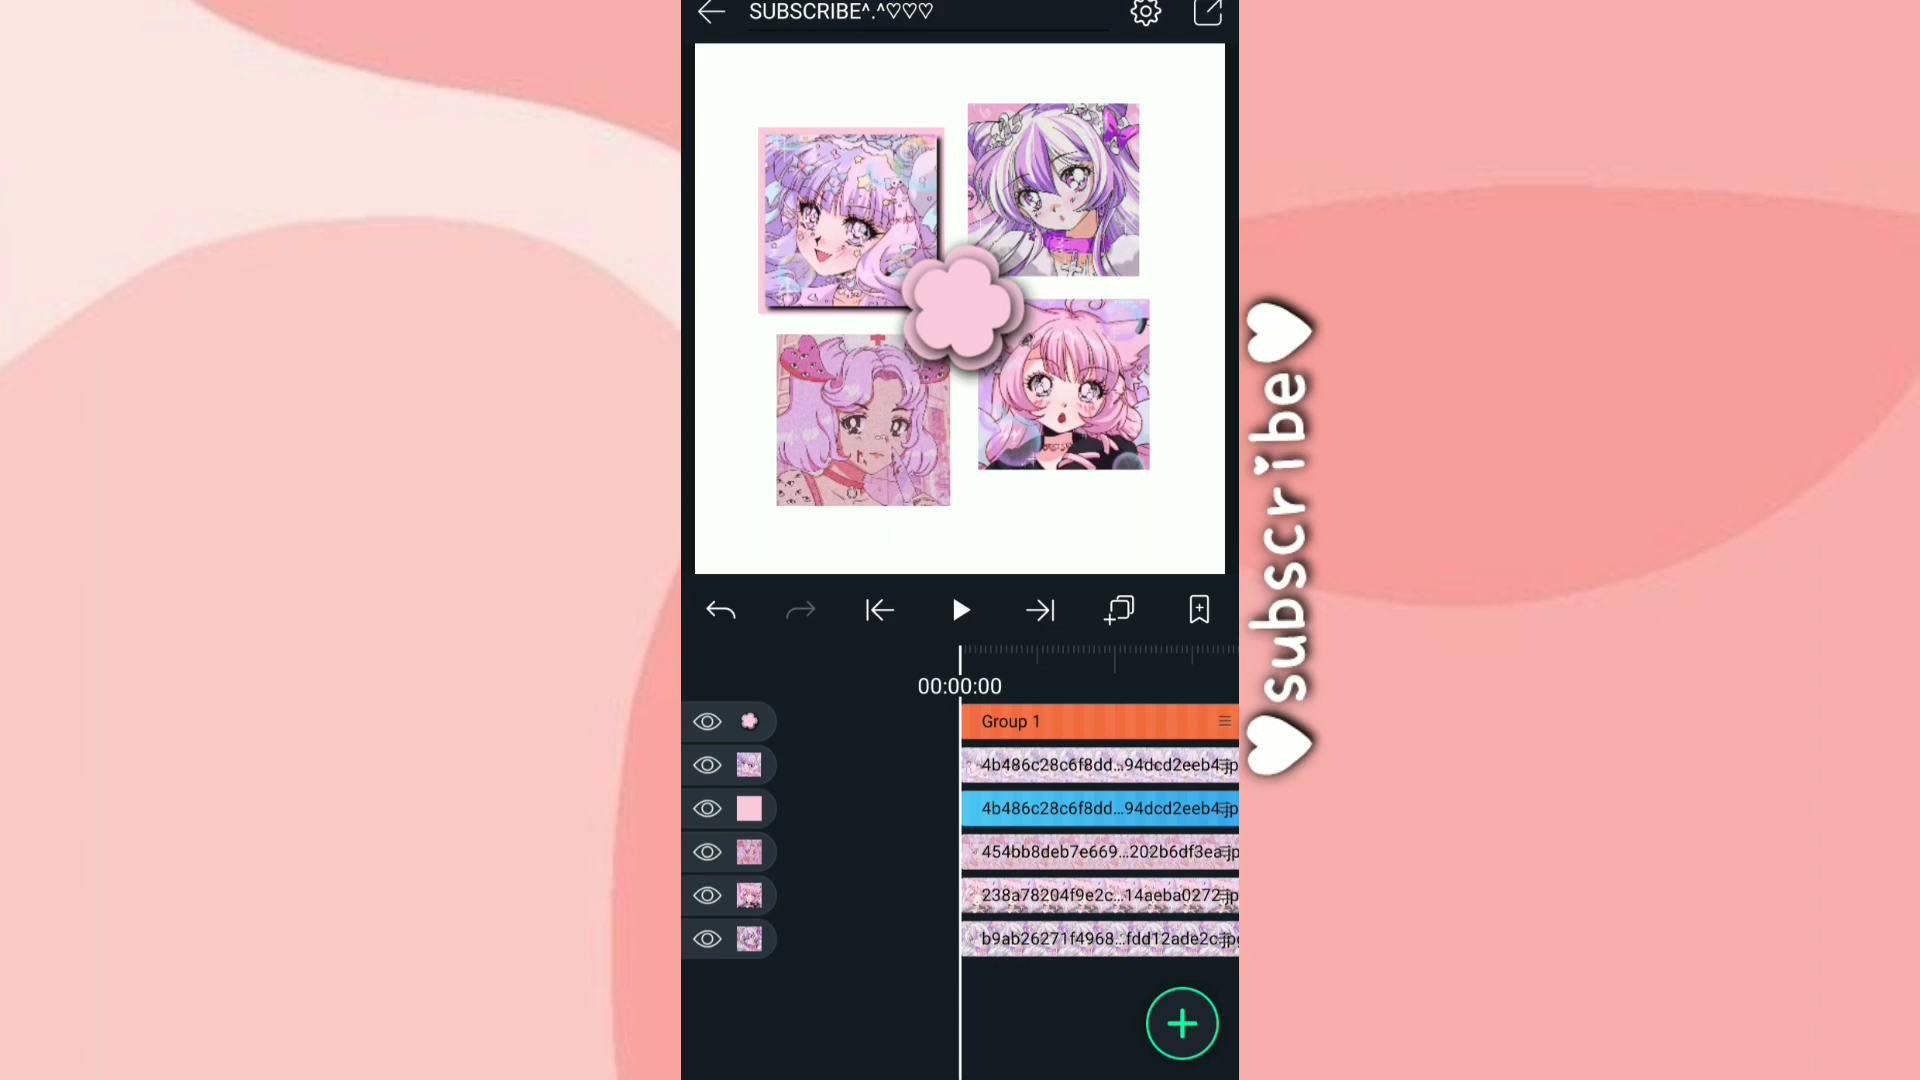 SUBSCRIBE^.^♡♡♡
00:00:00
Group 1
4b486c28c6f8dd...94dcd2eeb4.jp
4b486c28c6f8dd...94dcd2eeb4.jp
454bb8deb7e669...202b6df3ea.jp
238a78204f9e2c...14aeba0272.jp
b9ab26271f4968...fdd12ade2c.jpg
♥subscribe♥